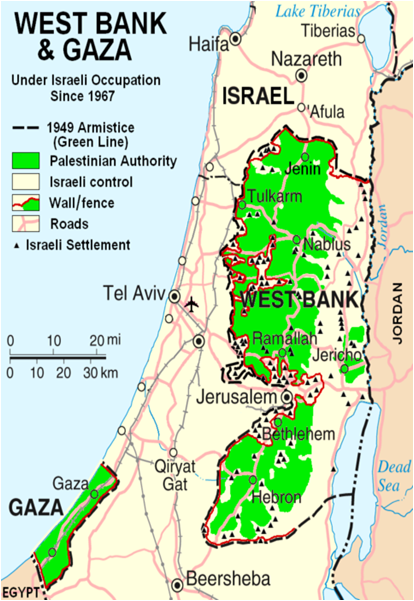 WEST BANK
& GAZA
Under Israeli Occupation
Since 1967
1949 Armistice
(Green Line)
Palestinian Authority
Israeli control
Wall/fence
Roads
Israeli Settlement
0 10 20 mi
0 10 20 30 km
Lake Tiberias
Haifa
Tiberias
Nazareth
ISRAEL
'Afula
Jenin
Tulkarm
Nablus
Jordan
Tel Aviv
WEST BANK
JORDAN
Ramallah
Jericho
Jerusalem
Bethlehem
Qiryat
Gat
Dead
Sea
Gaza
GAZA
Hebron
Beersheba
EGYPT